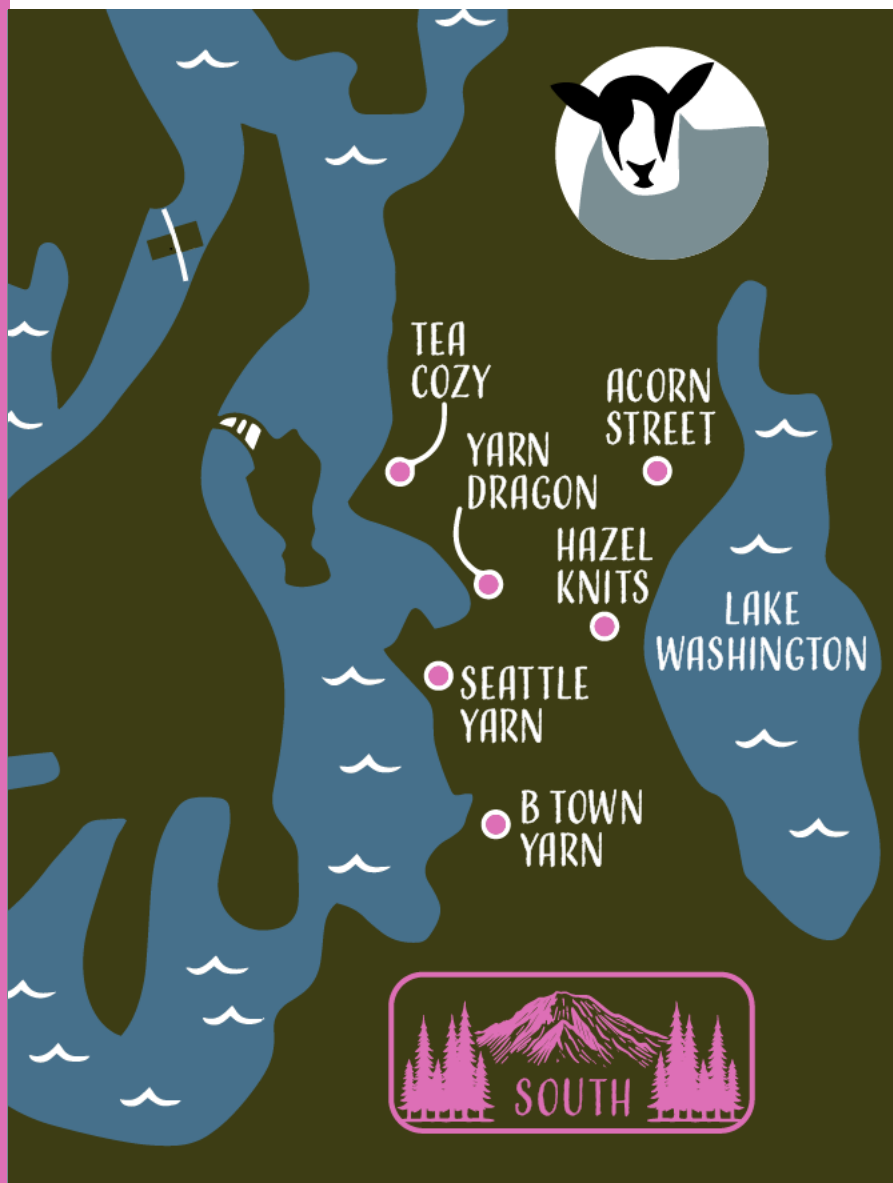 TEA
COZY
ACORN
STREET
YARN
DRAGON
HAZEL
KNITS
LAKE
WASHINGTON
SEATTLE
YARN
B TOWN
YARN
SOUTH